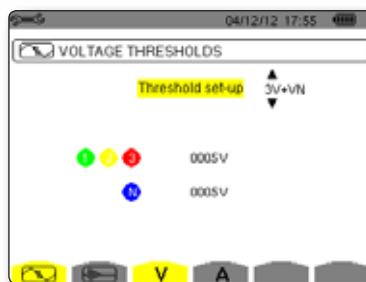 04/12/12 17:55
VOLTAGE THRESHOLDS
Threshold set-up 3V+VN
1 2 3 0005V
N 0005V
V A